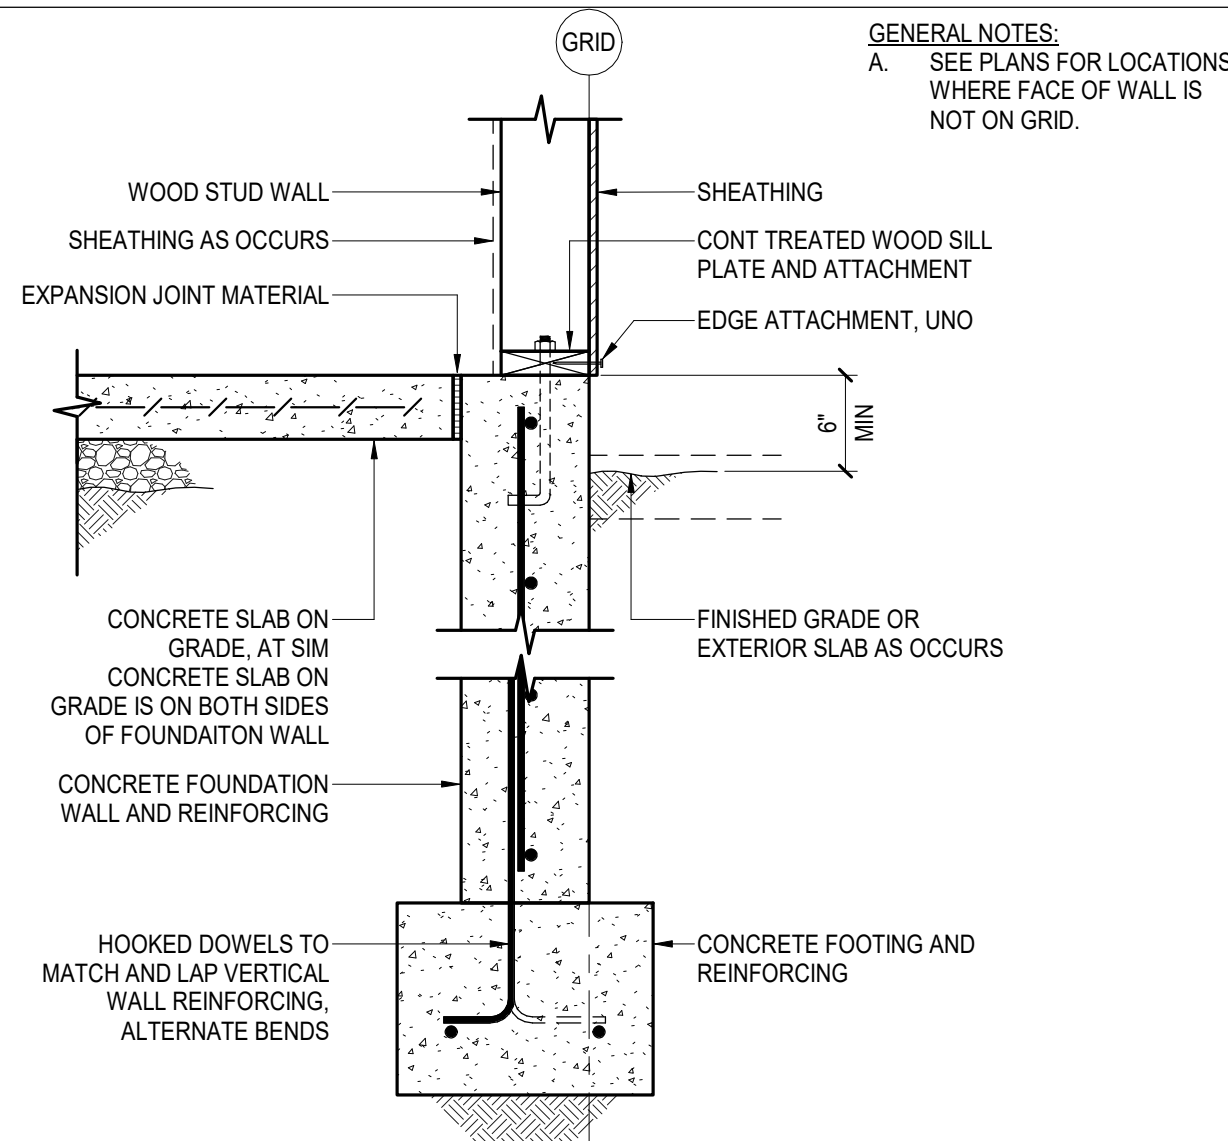 GRID
GENERAL NOTES:
A. SEE PLANS FOR LOCATIONS
WHERE FACE OF WALL IS
NOT ON GRID.
WOOD STUD WALL
SHEATHING AS OCCURS
EXPANSION JOINT MATERIAL
SHEATHING
CONT TREATED WOOD SILL
PLATE AND ATTACHMENT
EDGE ATTACHMENT, UNO
6"
MIN
CONCRETE SLAB ON
GRADE, AT SIM
CONCRETE SLAB ON
GRADE IS ON BOTH SIDES
OF FOUNDAITON WALL
FINISHED GRADE OR
EXTERIOR SLAB AS OCCURS
CONCRETE FOUNDATION
WALL AND REINFORCING
HOOKED DOWELS TO
MATCH AND LAP VERTICAL
WALL REINFORCING,
ALTERNATE BENDS
CONCRETE FOOTING AND
REINFORCING